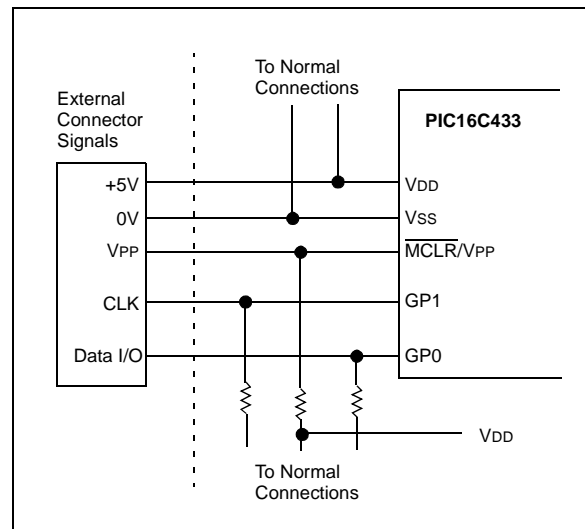 To Normal
Connections
External
Connector
Signals
PIC16C433
+5V
VDD
0V
VSS
VPP
MCLR/VPP
CLK
GP1
Data I/O
GP0
VDD
To Normal
Connections